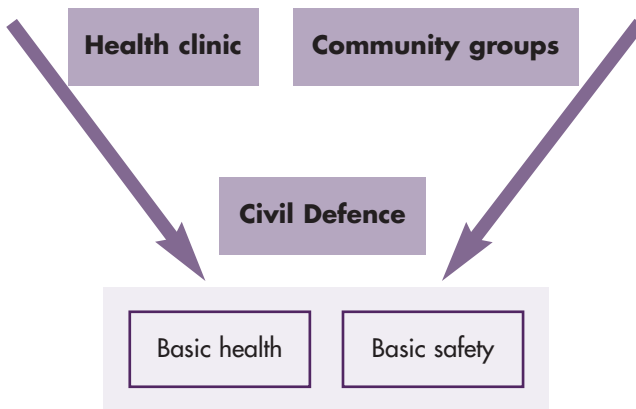 Health clinic
Community groups
Civil Defence
Basic health
Basic safety